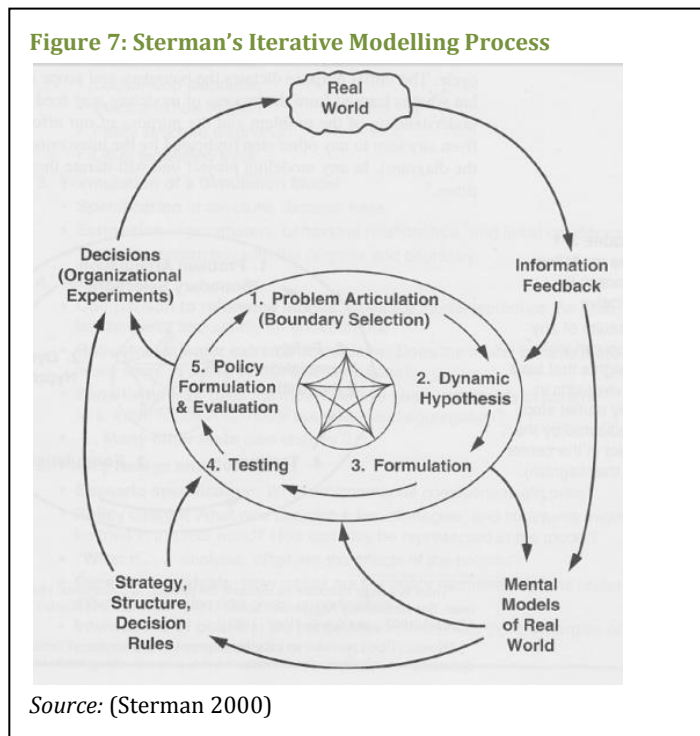 Figure 7: Sterman's Iterative Modelling Process
Real
World
Decisions
(Organizational
Experiments)
Information
Feedback
1. Problem Articulation
(Boundary Selection)
5. Policy
Formulation
& Evaluation
2. Dynamic
Hypothesis
4. Testing
3. Formulation
Strategy,
Structure,
Decision
Rules
Mental
Models
of Real
World
Source: (Sterman 2000)